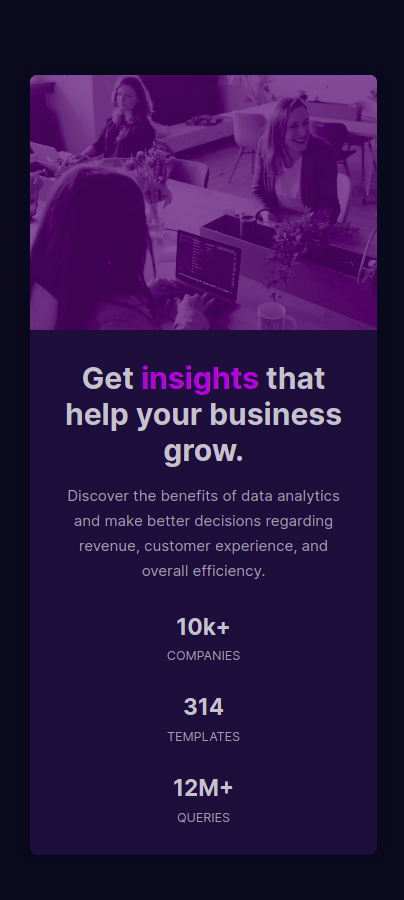 Get insights that
help your business
grow.
Discover the benefits of data analytics
and make better decisions regarding
revenue, customer experience, and
overall efficiency.
10k+
COMPANIES
314
TEMPLATES
12M+
QUERIES